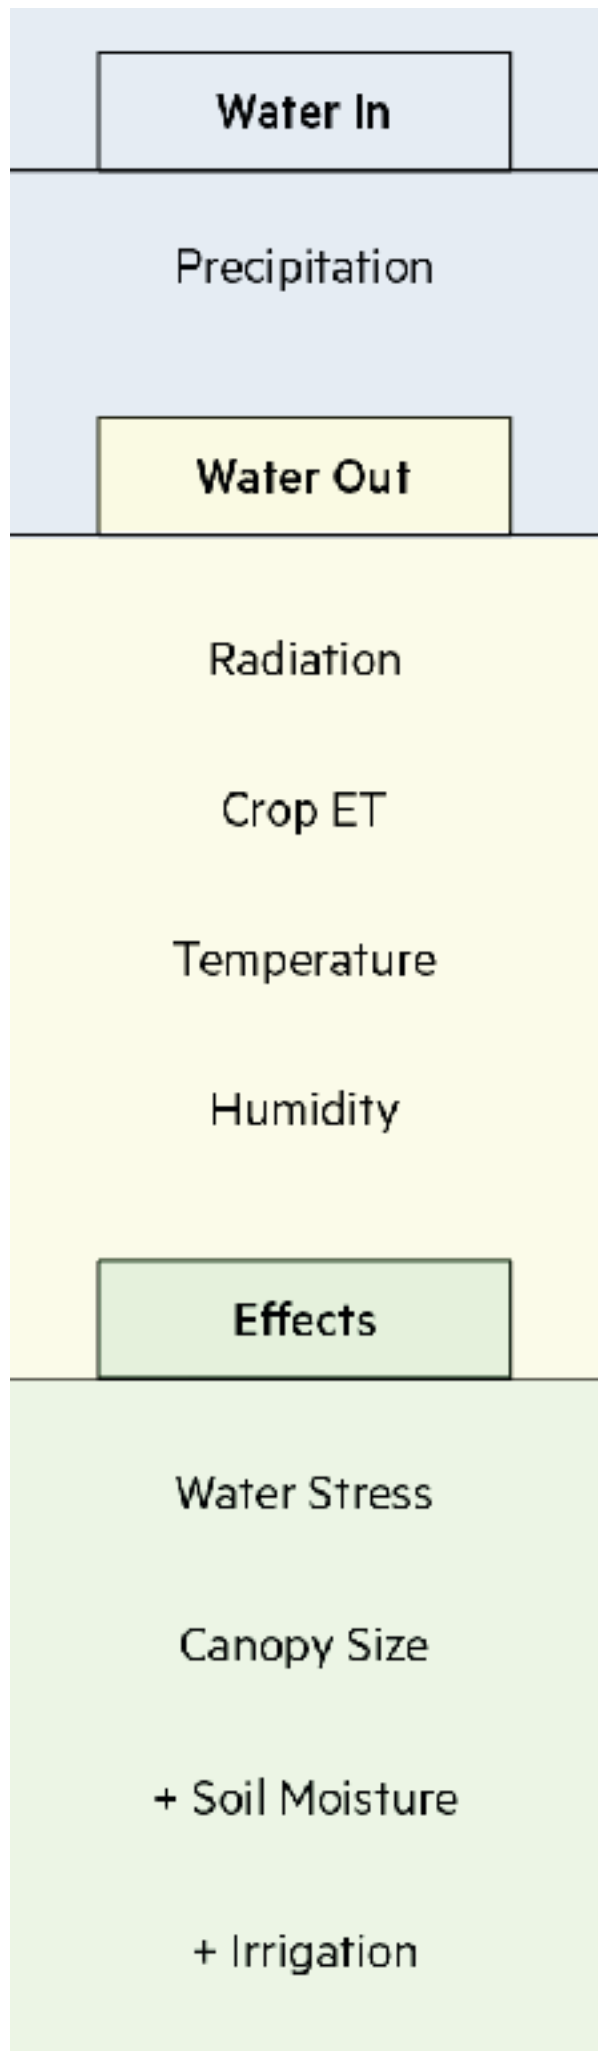 Water In
Precipitation
Water Out
Radiation
Crop ET
Temperature
Humidity
Effects
Water Stress
Canopy Size
+ Soil Moisture
+ Irrigation